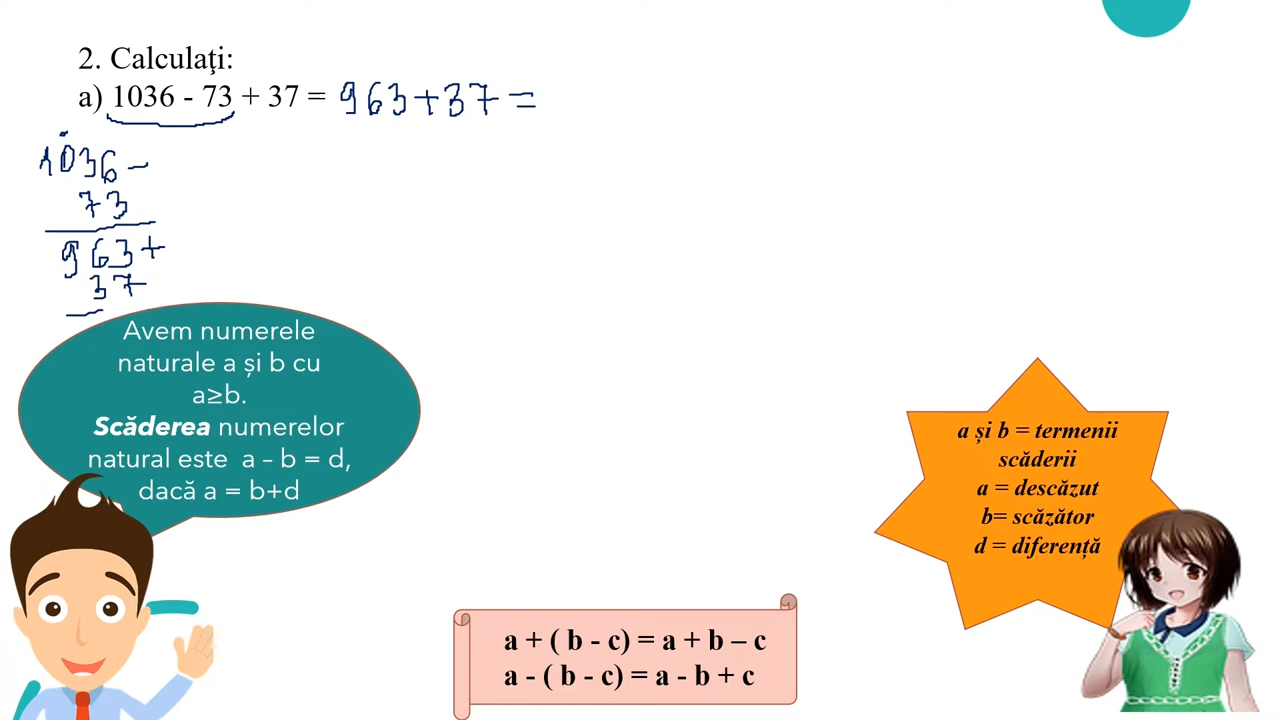 2. Calculaţi:
a) 1036 - 73 + 37 = 963+37=
1036 -
73
963+
37
Avem numerele
naturale a și b cu
a≥b.
Scăderea numerelor
natural este a – b = d,
dacă a = b+d
a și b = termenii
scăderii
a = descăzut
b= scăzător
d = diferență
a + ( b - c) = a + b – c
a - ( b - c) = a - b + c